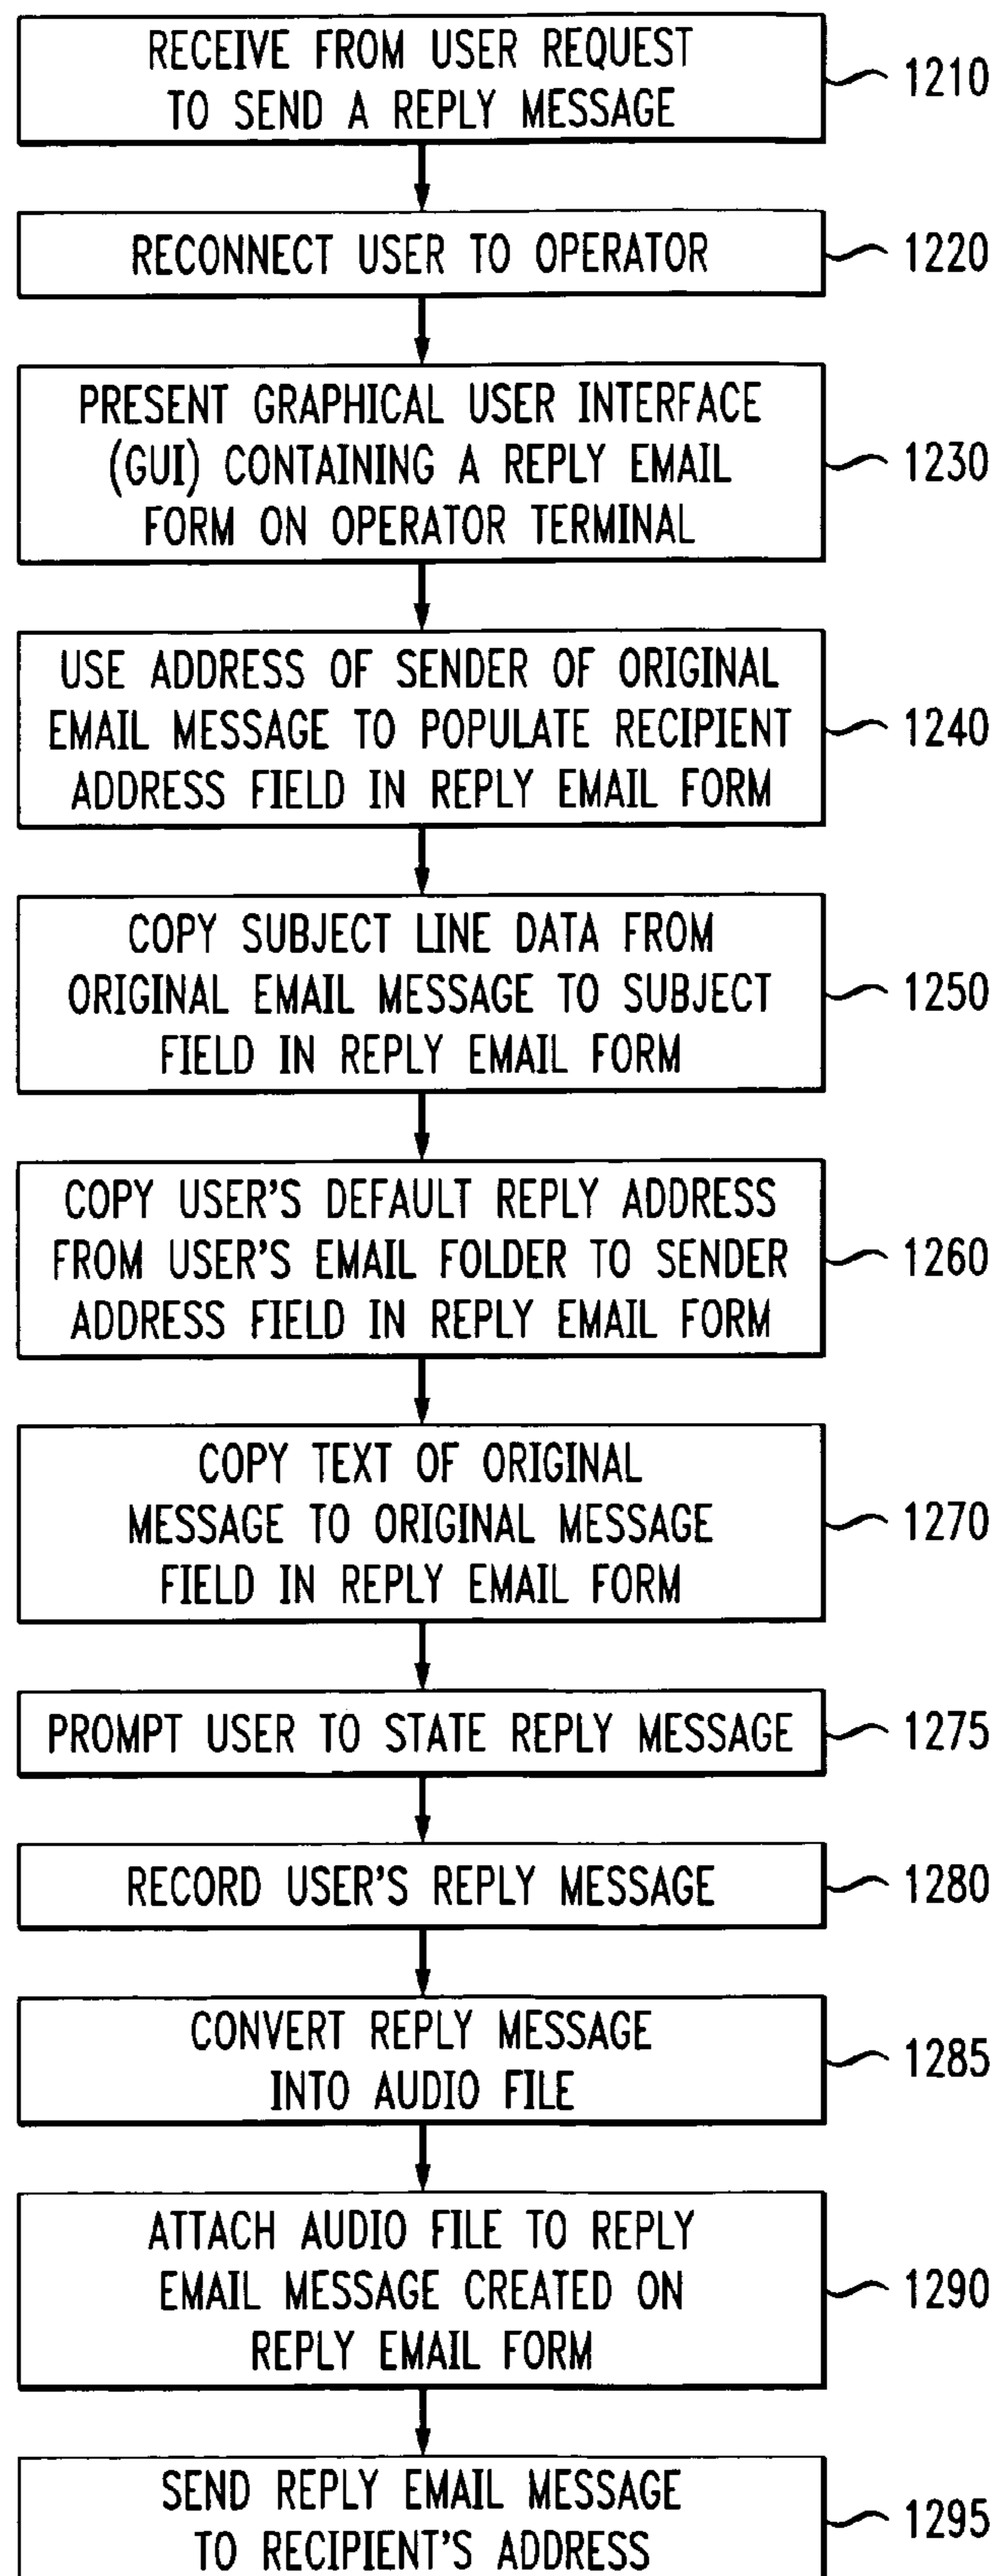 RECEIVE FROM USER REQUEST
TO SEND A REPLY MESSAGE
1210
RECONNECT USER TO OPERATOR
1220
PRESENT GRAPHICAL USER INTERFACE
(GUI) CONTAINING A REPLY EMAIL
FORM ON OPERATOR TERMINAL
1230
USE ADDRESS OF SENDER OF ORIGINAL
EMAIL MESSAGE TO POPULATE RECIPIENT
ADDRESS FIELD IN REPLY EMAIL FORM
1240
COPY SUBJECT LINE DATA FROM
ORIGINAL EMAIL MESSAGE TO SUBJECT
FIELD IN REPLY EMAIL FORM
1250
COPY USER'S DEFAULT REPLY ADDRESS
FROM USER'S EMAIL FOLDER TO SENDER
ADDRESS FIELD IN REPLY EMAIL FORM
1260
COPY TEXT OF ORIGINAL
MESSAGE TO ORIGINAL MESSAGE
FIELD IN REPLY EMAIL FORM
1270
PROMPT USER TO STATE REPLY MESSAGE
1275
RECORD USER'S REPLY MESSAGE
1280
CONVERT REPLY MESSAGE
INTO AUDIO FILE
1285
ATTACH AUDIO FILE TO REPLY
EMAIL MESSAGE CREATED ON
REPLY EMAIL FORM
1290
SEND REPLY EMAIL MESSAGE
TO RECIPIENT'S ADDRESS
1295